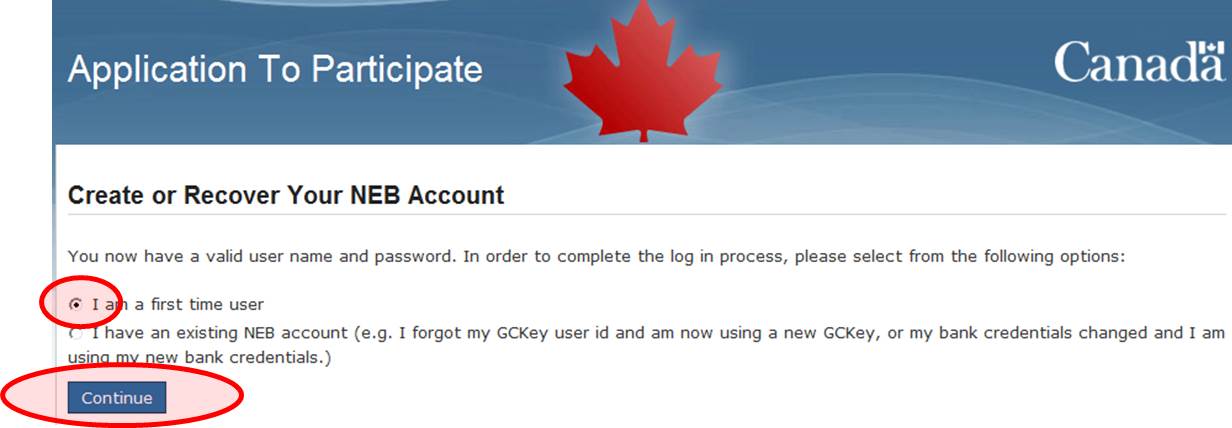 Application To Participate
Canada
Create or Recover Your NEB Account
You now have a valid user name and password. In order to complete the log in process, please select from the following options:
I am a first time user
I have an existing NEB account (e.g. I forgot my GCKey user id and am now using a new GCKey, or my bank credentials changed and I am
using my new bank credentials.)
Continue